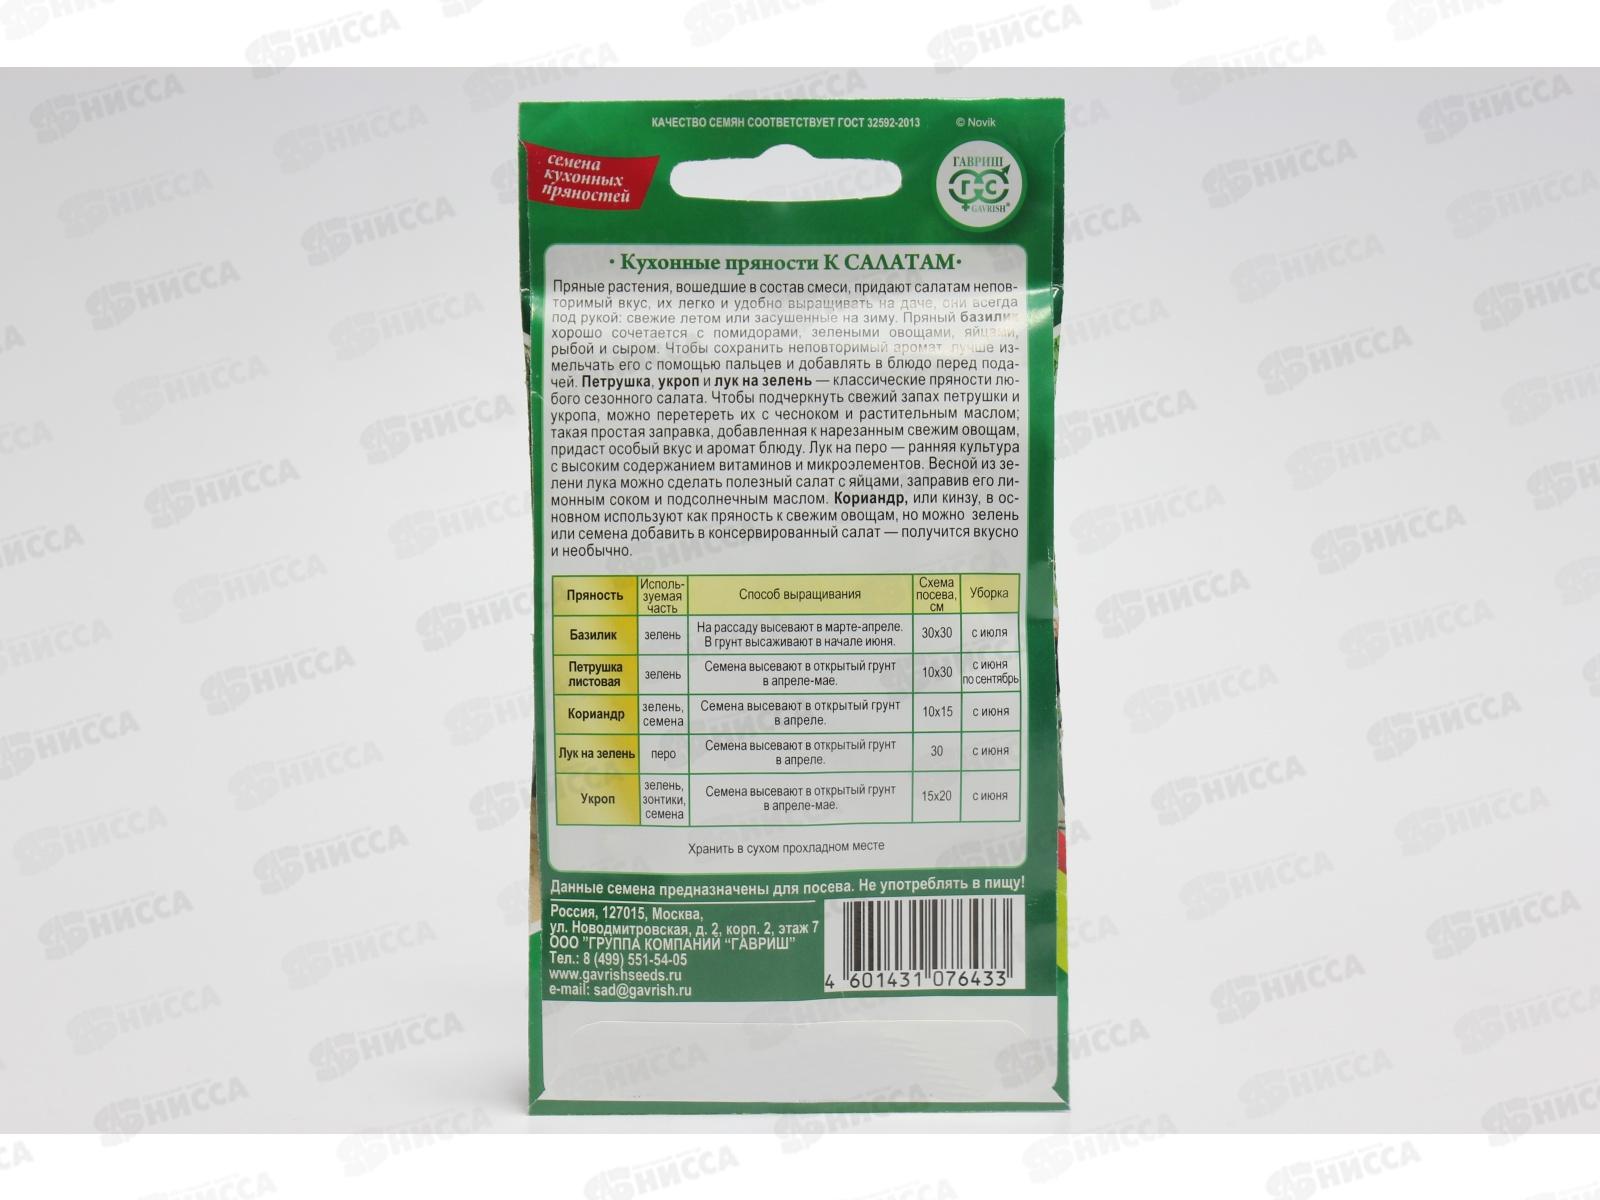 КАЧЕСТВО СЕМЯН СООТВЕТСТВУЕТ ГОСТ 32592-2013
© Novik
семена
кухонных
пряностей
ГАВРИШ
ГС
GAVRISH®
· Кухонные пряности К САЛАТАМ·
Пряные растения, вошедшие в состав смеси, придают салатам непов-
торимый вкус, их легко и удобно выращивать на даче, они всегда
под рукой: свежие летом или засушенные на зиму. Пряный базилик
хорошо сочетается с помидорами, зелеными овощами, яйцами,
рыбой и сыром. Чтобы сохранить неповторимый аромат, лучше из-
мельчать его с помощью пальцев и добавлять в блюдо перед пода-
чей. Петрушка, укроп и лук на зелень — классические пряности лю-
бого сезонного салата. Чтобы подчеркнуть свежий запах петрушки и
укропа, можно перетереть их с чесноком и растительным маслом;
такая простая заправка, добавленная к нарезанным свежим овощам,
придаст особый вкус и аромат блюду. Лук на перо — ранняя культура
с высоким содержанием витаминов и микроэлементов. Весной из зе-
лени лука можно сделать полезный салат с яйцами, заправив его ли-
монным соком и подсолнечным маслом. Кориандр, или кинзу, в ос-
новном используют как пряность к свежим овощам, но можно зелень
или семена добавить в консервированный салат — получится вкусно
и необычно.
Пряность
Исполь-
зуемая
часть
Способ выращивания
Схема
посева,
см
Уборка
Базилик
зелень
На рассаду высевают в марте-апреле.
В грунт высаживают в начале июня.
30х30
с июля
Петрушка
листовая
зелень
Семена высевают в открытый грунт
в апреле-мае.
10х30
с июня
по сентябрь
Кориандр
зелень,
семена
Семена высевают в открытый грунт
в апреле.
10х15
с июня
Лук на зелень
перо
Семена высевают в открытый грунт
в апреле.
30
с июня
Укроп
зелень,
зонтики,
семена
Семена высевают в открытый грунт
в апреле-мае.
15х20
с июня
Хранить в сухом прохладном месте
Данные семена предназначены для посева. Не употреблять в пищу!
Россия, 127015, Москва,
ул. Новодмитровская, д. 2, корп. 2, этаж 7
ООО "ГРУППА КОМПАНИЙ "ГАВРИШ"
Тел.: 8 (499) 551-54-05
www.gavrishseeds.ru
e-mail: sad@gavrish.ru
4 601431 076433
НИССА